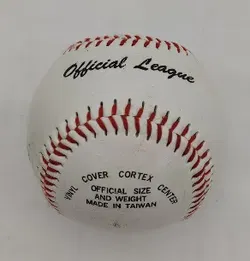 Official League
VINYL COVER CORTEX CENTER
OFFICIAL SIZE
AND WEIGHT
MADE IN TAIWAN